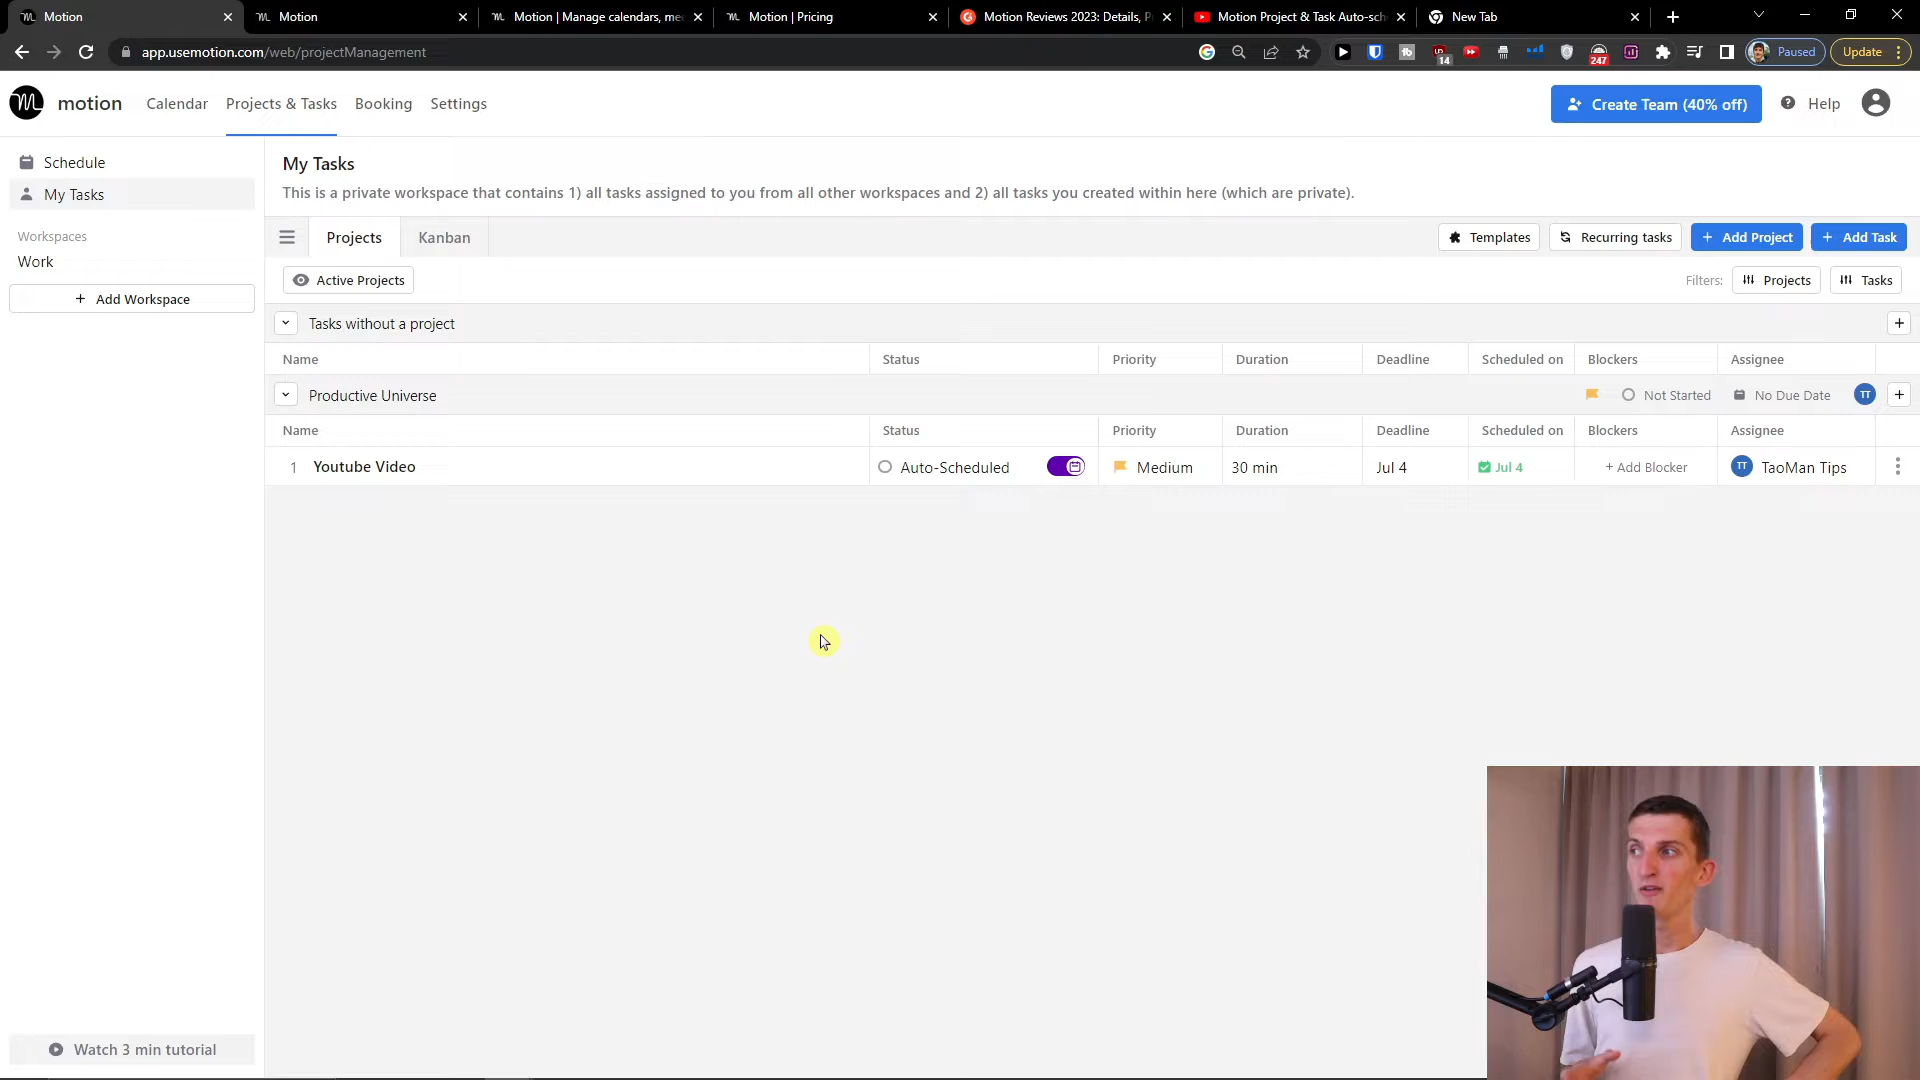 Motion
Motion
Motion | Manage calendars, me
Motion | Pricing
Motion Reviews 2023: Details, P
Motion Project & Task Auto-sch
New Tab
app.usemotion.com/web/projectManagement
14
247
Paused
Update
motion
Calendar
Projects & Tasks
Booking
Settings
Create Team (40% off)
Help
Schedule
My Tasks
Workspaces
Work
+ Add Workspace
Watch 3 min tutorial
My Tasks
This is a private workspace that contains 1) all tasks assigned to you from all other workspaces and 2) all tasks you created within here (which are private).
Projects
Kanban
Templates
Recurring tasks
+ Add Project
+ Add Task
Active Projects
Filters:
Projects
Tasks
Tasks without a project
+
Name Status Priority Duration Deadline Scheduled on Blockers Assignee
Productive Universe
Not Started
No Due Date
TT
+
Name Status Priority Duration Deadline Scheduled on Blockers Assignee
1 Youtube Video Auto-Scheduled Medium 30 min Jul 4 Jul 4 + Add Blocker TT TaoMan Tips